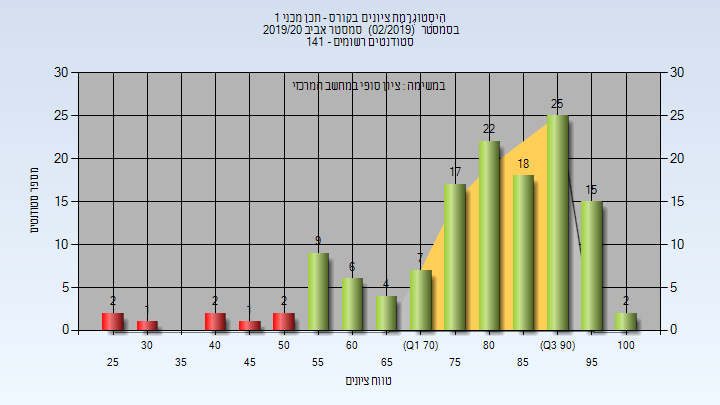 היסטוגרמת ציונים בקורס - תכן מכני 1
בסמסטר (02/2019) סמסטר אביב 2019/20
סטודנטים רשומים - 141
במשימה : ציון סופי במחשב המרכזי
מספר סטודנטים
30 25 20 15 10 5 0
30 25 20 15 10 5 0
2 1 2 1 2 9 6 4 7 17 22 18 25 15 2
30 40 50 60 (Q1 70) 80 (Q3 90) 100
25 35 45 55 65 75 85 95
טווח ציונים